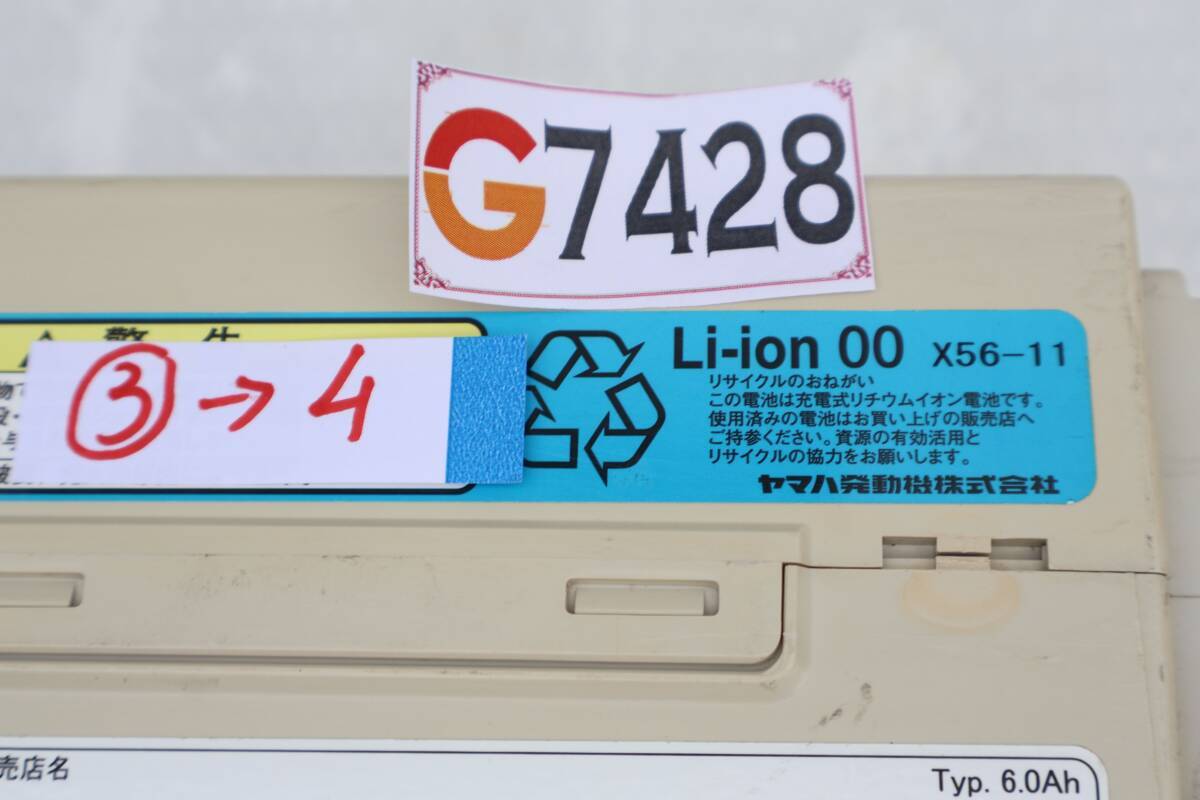 G7428
警 告
③→4
Li-ion 00 X56-11
リサイクルのおねがい
この電池は充電式リチウムイオン電池です。
使用済みの電池はお買い上げの販売店へ
ご持参ください。資源の有効活用と
リサイクルの協力をお願いします。
ヤマハ発動機株式会社
売店名
Typ. 6.0Ah